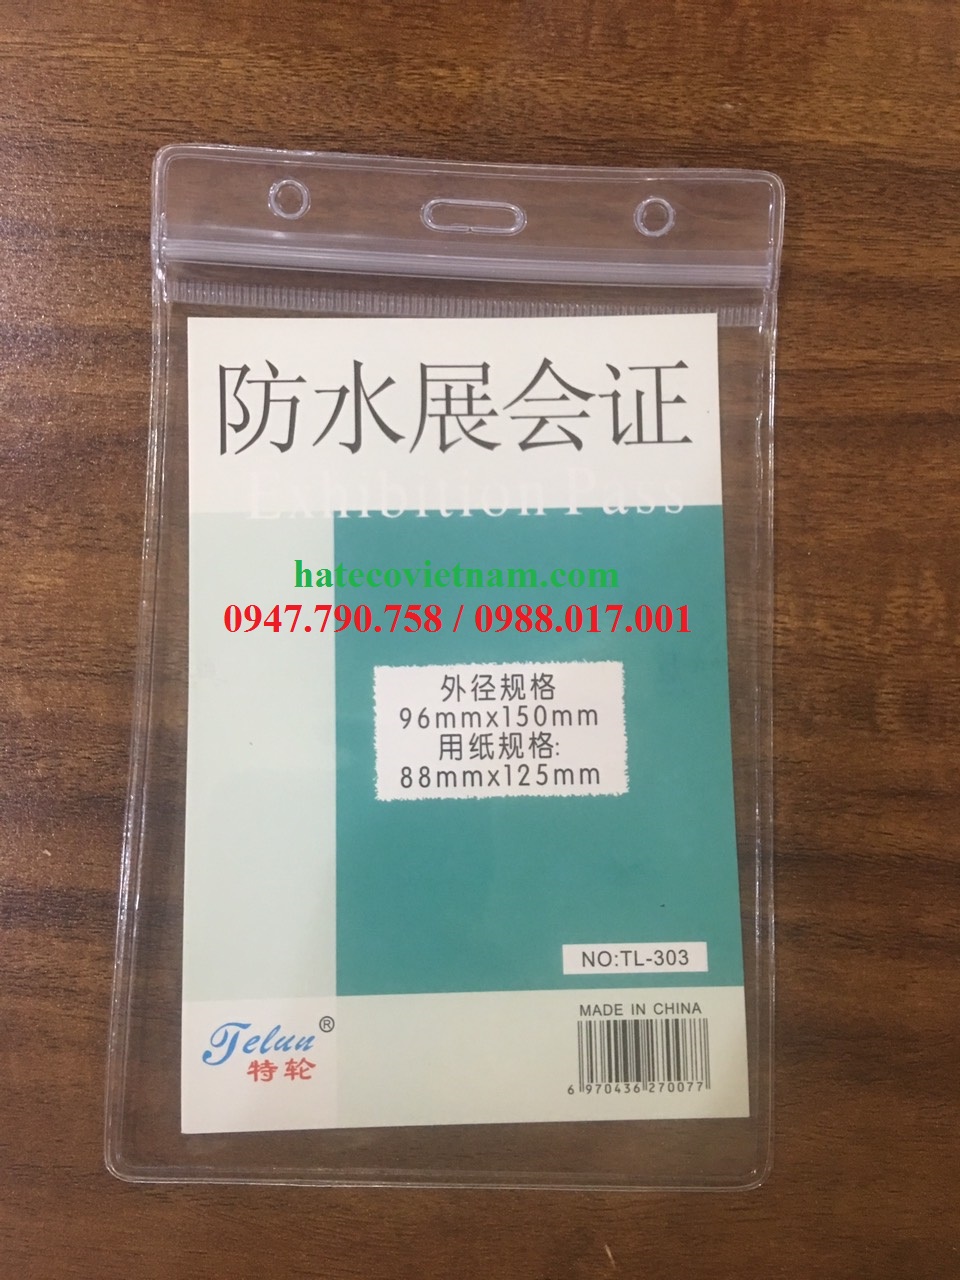 防水展会证
Exhibition Pass
hatecovietnam.com
0947.790.758 / 0988.017.001
外径规格
96mmx150mm
用纸规格:
88mmx125mm
NO:TL-303
MADE IN CHINA
Telun®
特轮
6 970436 270077